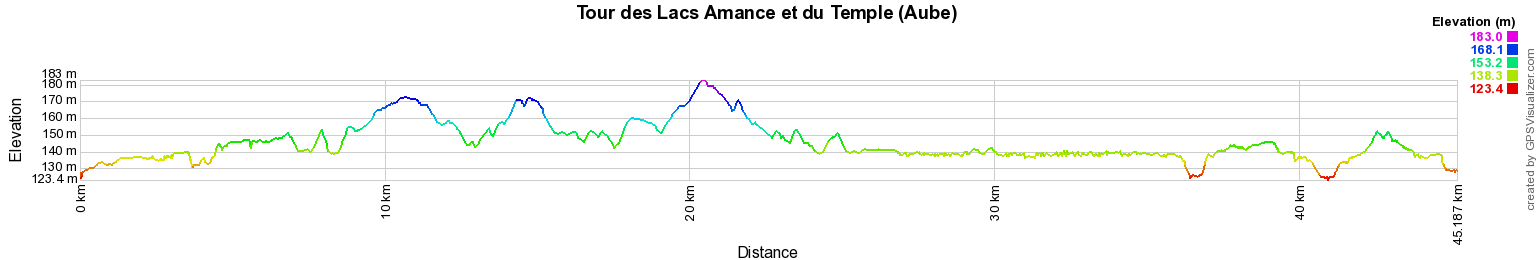 Tour des Lacs Amance et du Temple (Aube)
Elevation (m)
183.0
168.1
153.2
138.3
123.4
created by GPSVisualizer.com
Elevation
183 m
180 m
170 m
160 m
150 m
140 m
130 m
123.4 m
0 km
10 km
20 km
30 km
40 km
45.187 km
Distance